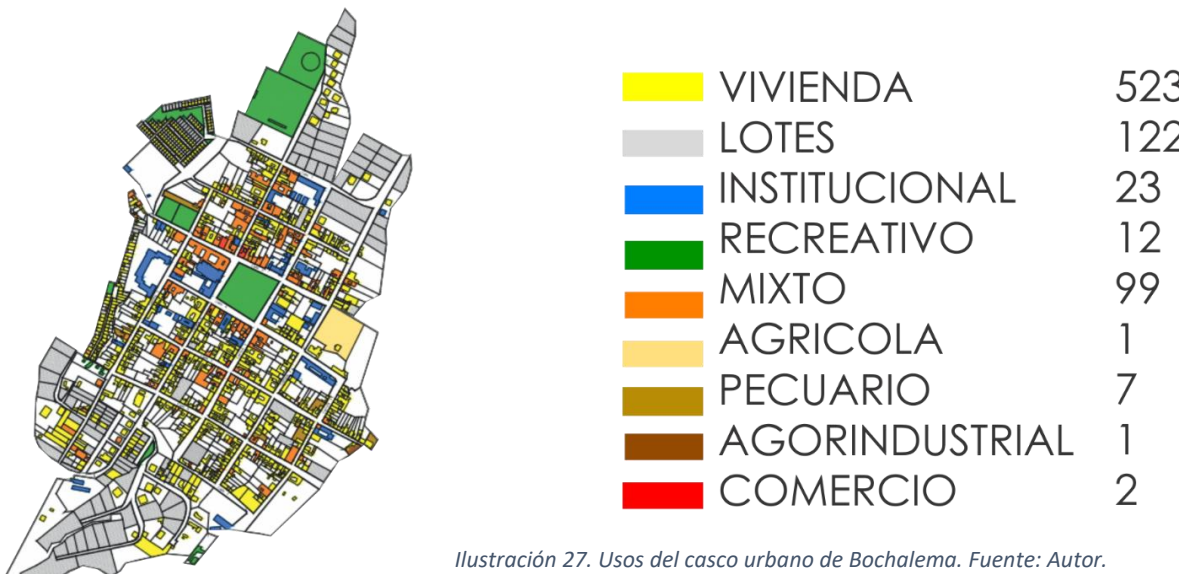 VIVIENDA 523
LOTES 122
INSTITUCIONAL 23
RECREATIVO 12
MIXTO 99
AGRICOLA 1
PECUARIO 7
AGORINDUSTRIAL 1
COMERCIO 2
Ilustración 27. Usos del casco urbano de Bochalema. Fuente: Autor.